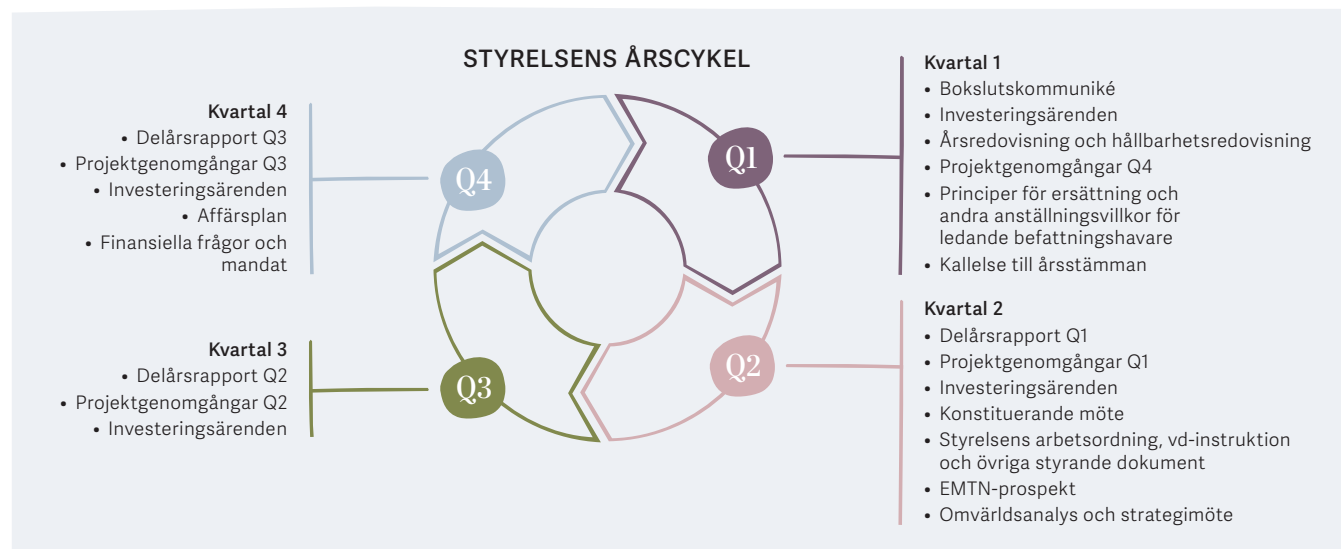 STYRELSENS ÅRSCYKEL
Kvartal 1
• Bokslutskommuniké
• Investeringsärenden
• Årsredovisning och hållbarhetsredovisning
• Projektgenomgångar Q4
• Principer för ersättning och
andra anställningsvillkor för
ledande befattningshavare
• Kallelse till årsstämman
Q1
Kvartal 2
• Delårsrapport Q1
• Projektgenomgångar Q1
• Investeringsärenden
• Konstituerande möte
• Styrelsens arbetsordning, vd-instruktion
och övriga styrande dokument
• EMTN-prospekt
• Omvärldsanalys och strategimöte
Q2
Kvartal 3
• Delårsrapport Q2
• Projektgenomgångar Q2
• Investeringsärenden
Q3
Kvartal 4
• Delårsrapport Q3
• Projektgenomgångar Q3
• Investeringsärenden
• Affärsplan
• Finansiella frågor och
mandat
Q4